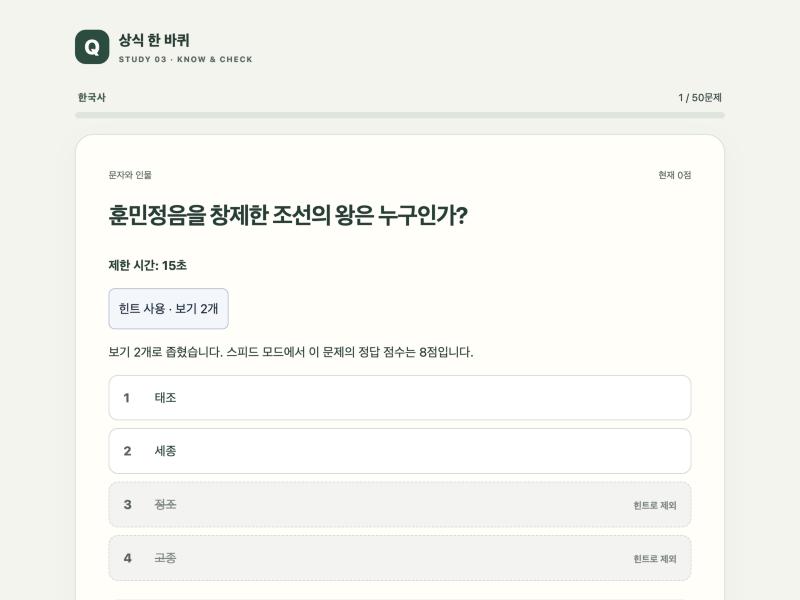 Q
상식 한 바퀴
STUDY 03 · KNOW & CHECK
한국사
1 / 50문제
문자와 인물
현재 0점
훈민정음을 창제한 조선의 왕은 누구인가?
제한 시간: 15초
힌트 사용 · 보기 2개
보기 2개로 좁혔습니다. 스피드 모드에서 이 문제의 정답 점수는 8점입니다.
1 태조
2 세종
3 정조 힌트로 제외
4 고종 힌트로 제외